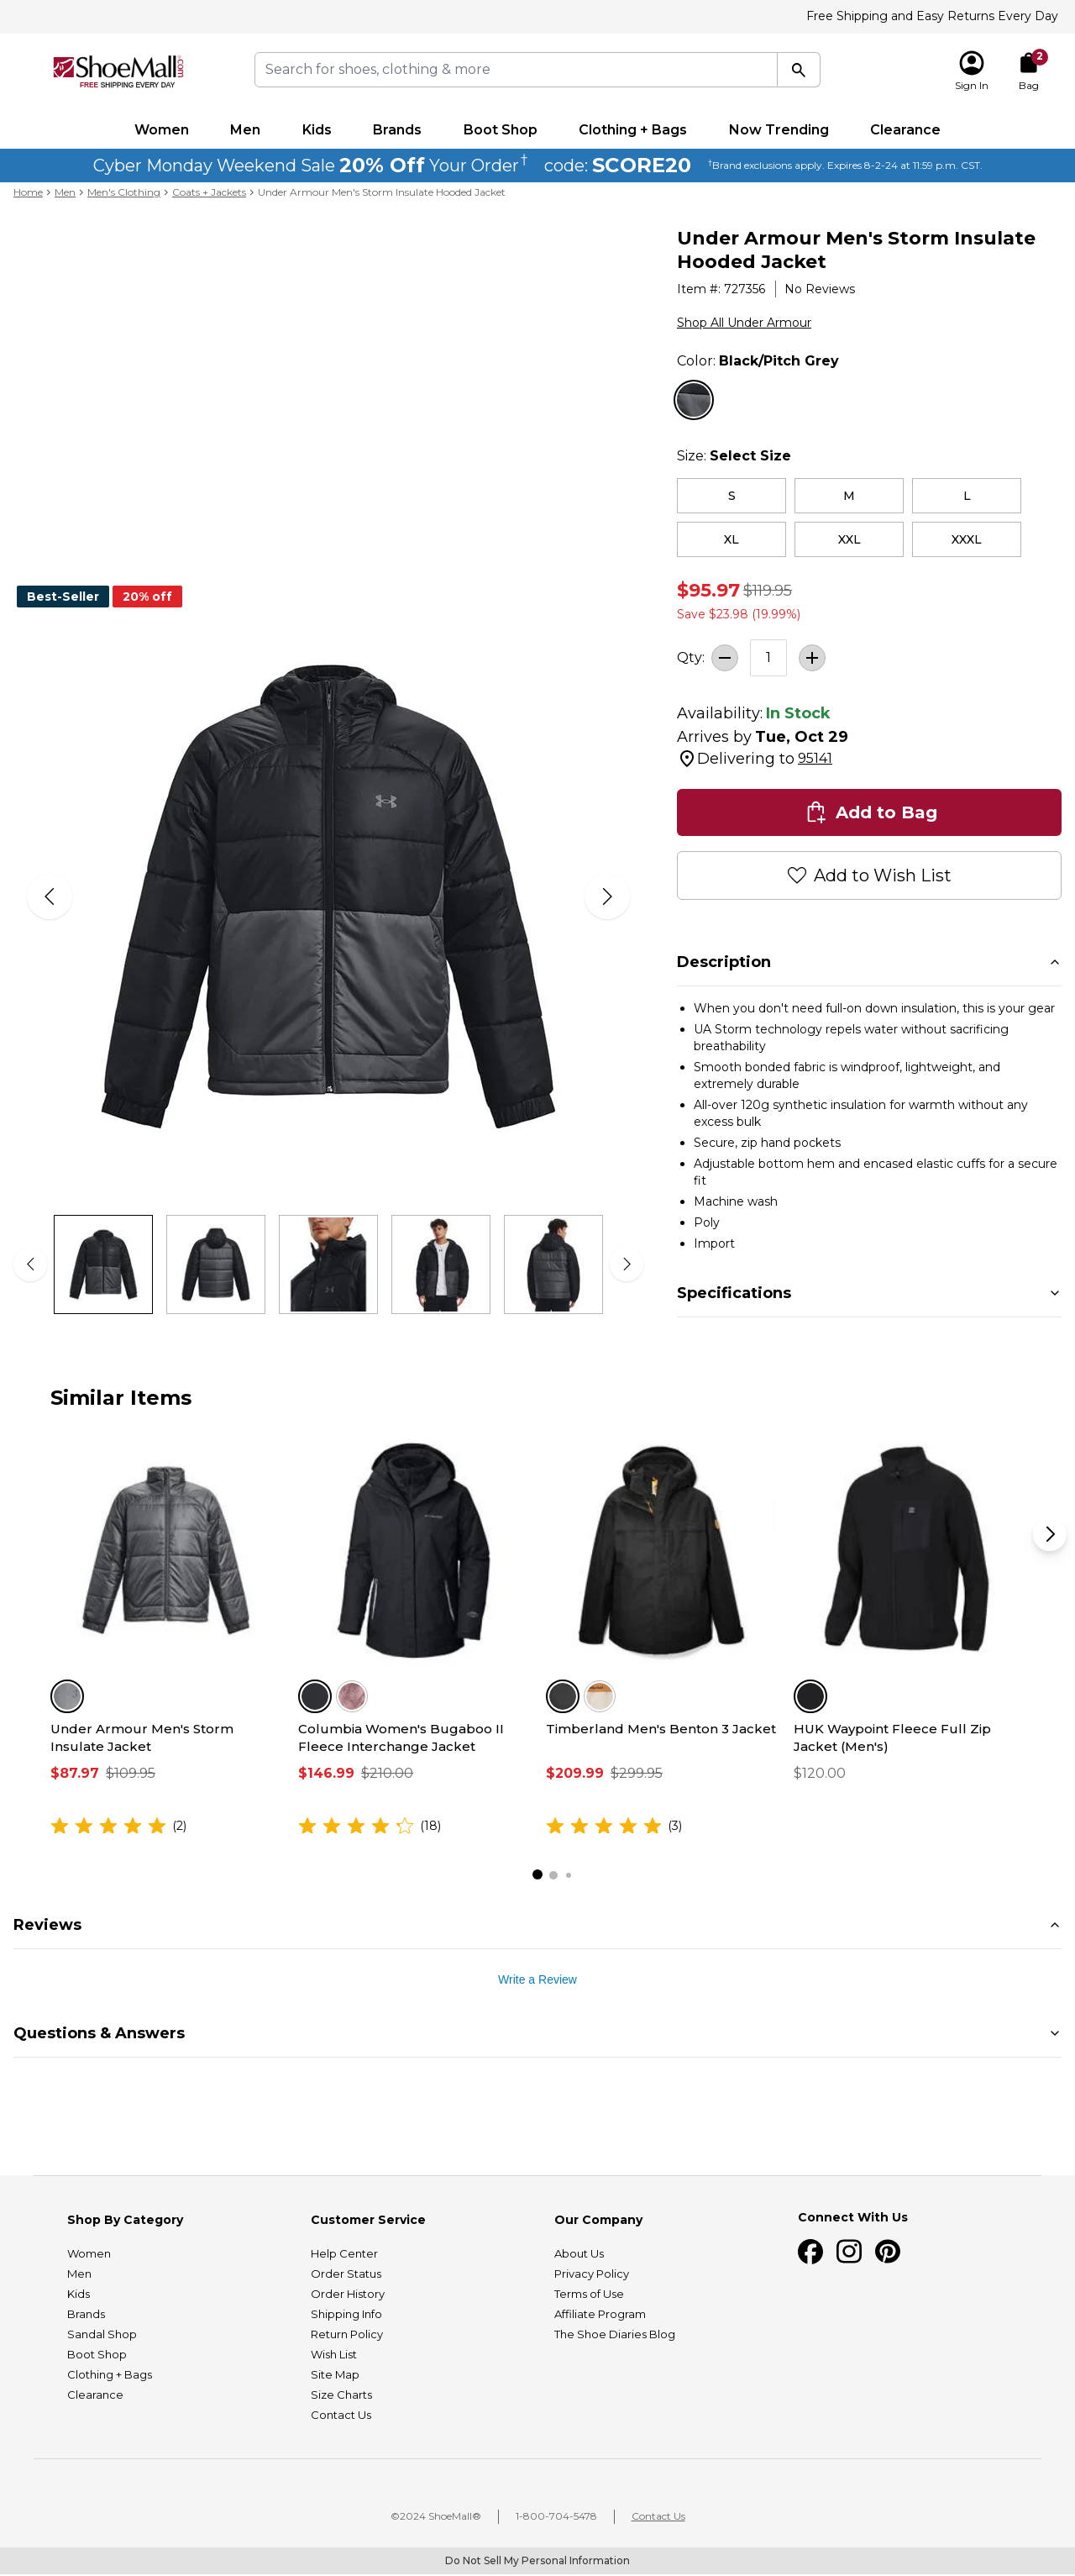 Free Shipping and Easy Returns Every Day
ShoeMall.com
FREE SHIPPING EVERY DAY
Search for shoes, clothing & more
Sign In
2
Bag
Women Men Kids Brands Boot Shop Clothing + Bags Now Trending Clearance
Cyber Monday Weekend Sale 20% Off Your Order† code: SCORE20 †Brand exclusions apply. Expires 8-2-24 at 11:59 p.m. CST.
Home > Men > Men's Clothing > Coats + Jackets > Under Armour Men's Storm Insulate Hooded Jacket
Under Armour Men's Storm Insulate
Hooded Jacket
Item #: 727356 | No Reviews
Shop All Under Armour
Color: Black/Pitch Grey
Size: Select Size
S M L
XL XXL XXXL
Best-Seller 20% off
$95.97 $119.95
Save $23.98 (19.99%)
Qty: 1
Availability: In Stock
Arrives by Tue, Oct 29
Delivering to 95141
Add to Bag
Add to Wish List
Description
• When you don't need full-on down insulation, this is your gear
• UA Storm technology repels water without sacrificing
breathability
• Smooth bonded fabric is windproof, lightweight, and
extremely durable
• All-over 120g synthetic insulation for warmth without any
excess bulk
• Secure, zip hand pockets
• Adjustable bottom hem and encased elastic cuffs for a secure
fit
• Machine wash
• Poly
• Import
Specifications
Similar Items
Under Armour Men's Storm
Insulate Jacket
$87.97 $109.95
(2)
Columbia Women's Bugaboo II
Fleece Interchange Jacket
$146.99 $210.00
(18)
Timberland Men's Benton 3 Jacket
$209.99 $299.95
(3)
HUK Waypoint Fleece Full Zip
Jacket (Men's)
$120.00
Reviews
Write a Review
Questions & Answers
Shop By Category
Women
Men
Kids
Brands
Sandal Shop
Boot Shop
Clothing + Bags
Clearance
Customer Service
Help Center
Order Status
Order History
Shipping Info
Return Policy
Wish List
Site Map
Size Charts
Contact Us
Our Company
About Us
Privacy Policy
Terms of Use
Affiliate Program
The Shoe Diaries Blog
Connect With Us
©2024 ShoeMall® | 1-800-704-5478 | Contact Us
Do Not Sell My Personal Information